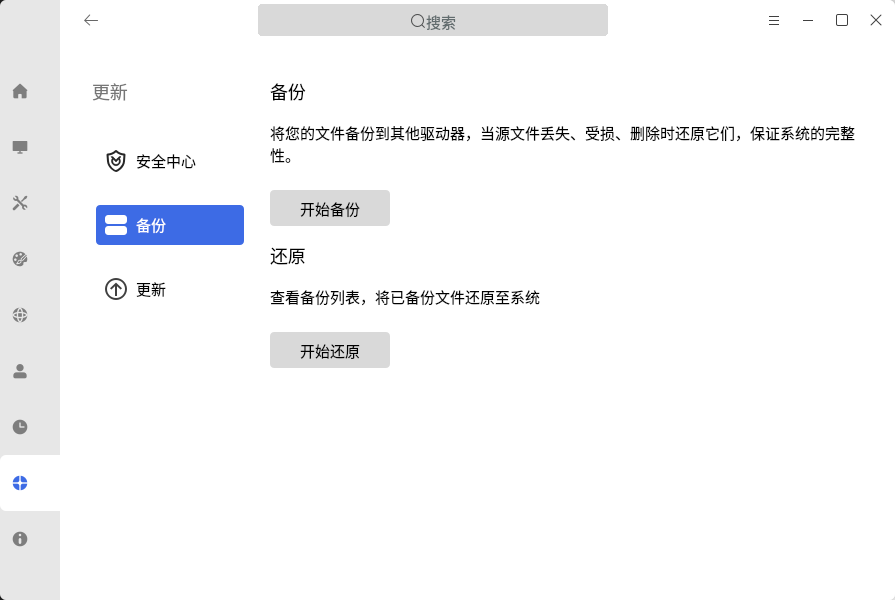 搜索
更新
安全中心
备份
更新
备份
将您的文件备份到其他驱动器，当源文件丢失、受损、删除时还原它们，保证系统的完整
性。
开始备份
还原
查看备份列表，将已备份文件还原至系统
开始还原